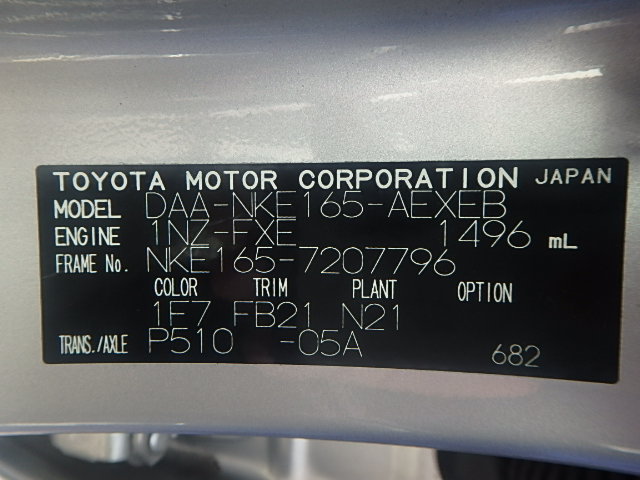 TOYOTA MOTOR CORPORATION JAPAN
MODEL DAA-NKE165-AEXEB
ENGINE 1NZ-FXE 1496 mL
FRAME No. NKE165-7207796
COLOR TRIM PLANT OPTION
1F7 FB21 N21
TRANS./AXLE P510 -05A 682